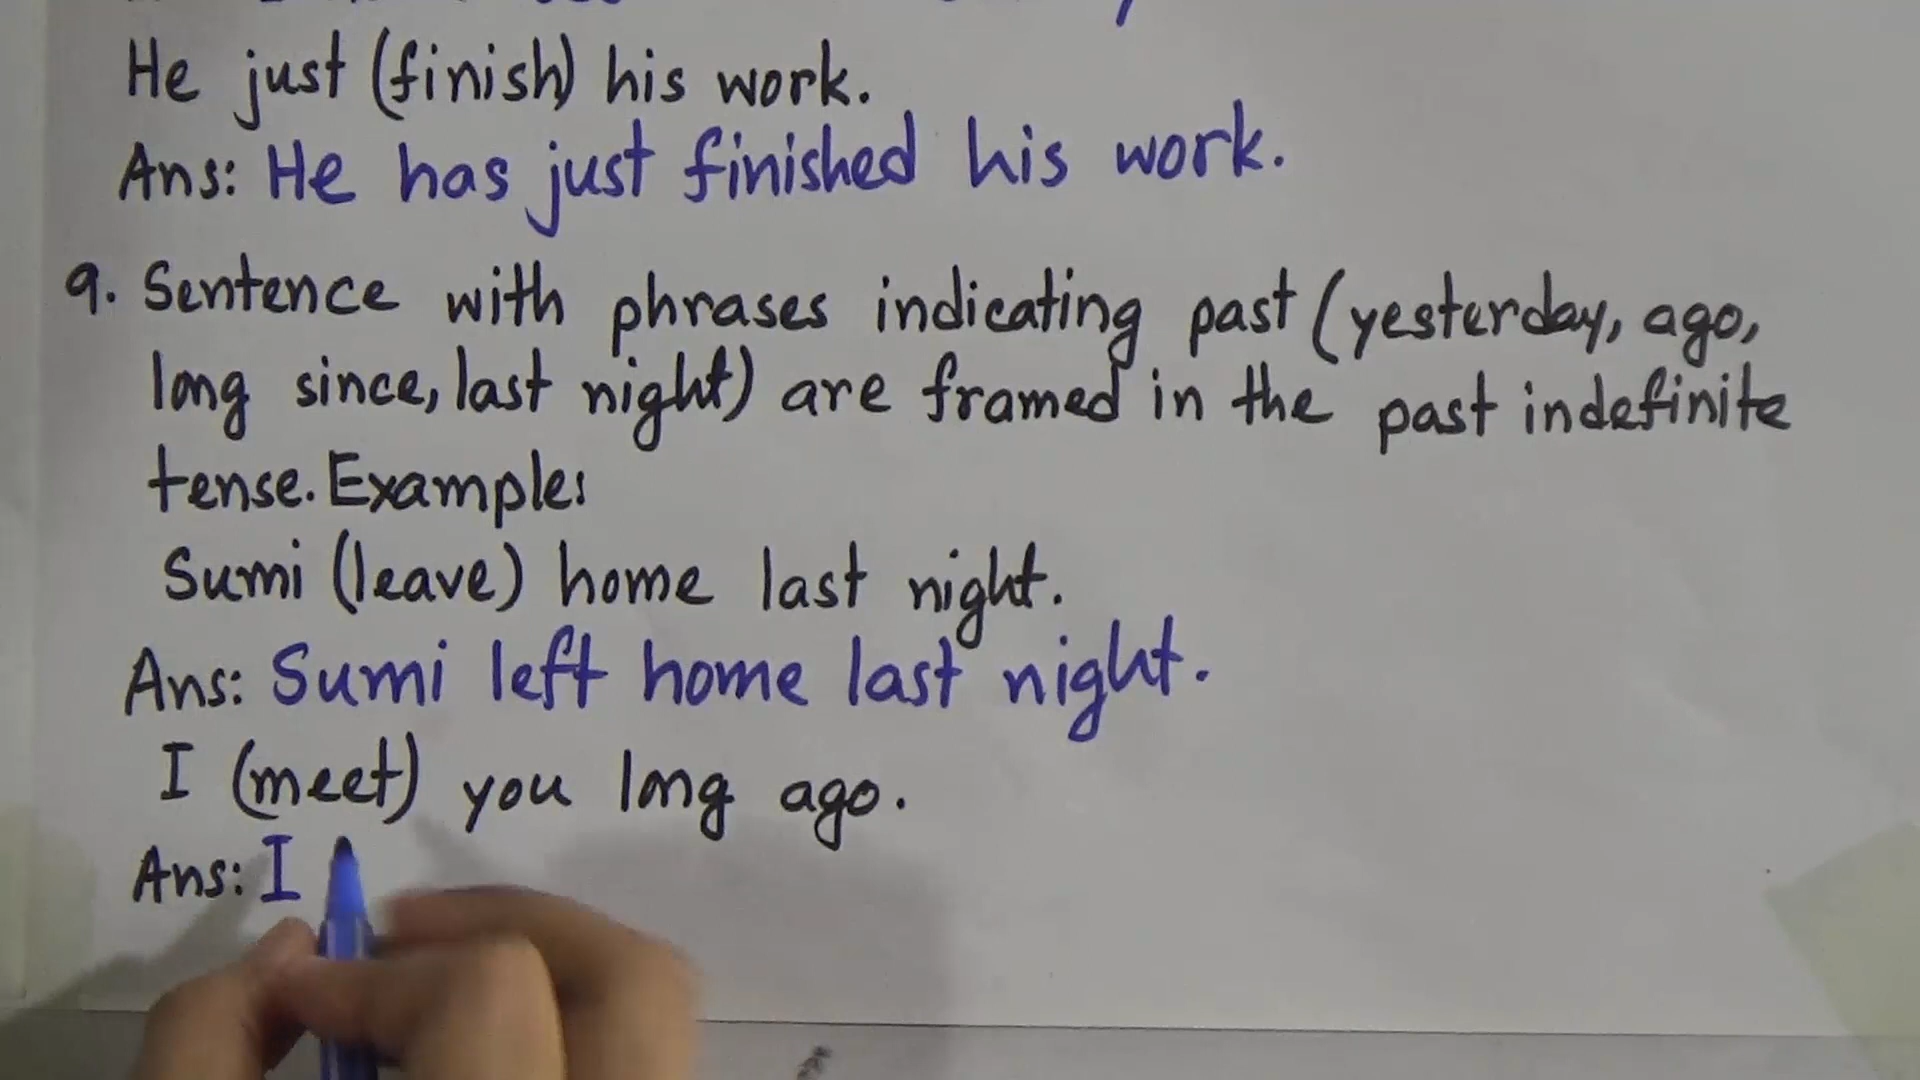 He just (finish) his work.
Ans: He has just finished his work.
9. Sentence with phrases indicating past (yesterday, ago,
long since, last night) are framed in the past indefinite
tense. Example:
Sumi (leave) home last night.
Ans: Sumi left home last night.
I (meet) you long ago.
Ans: I